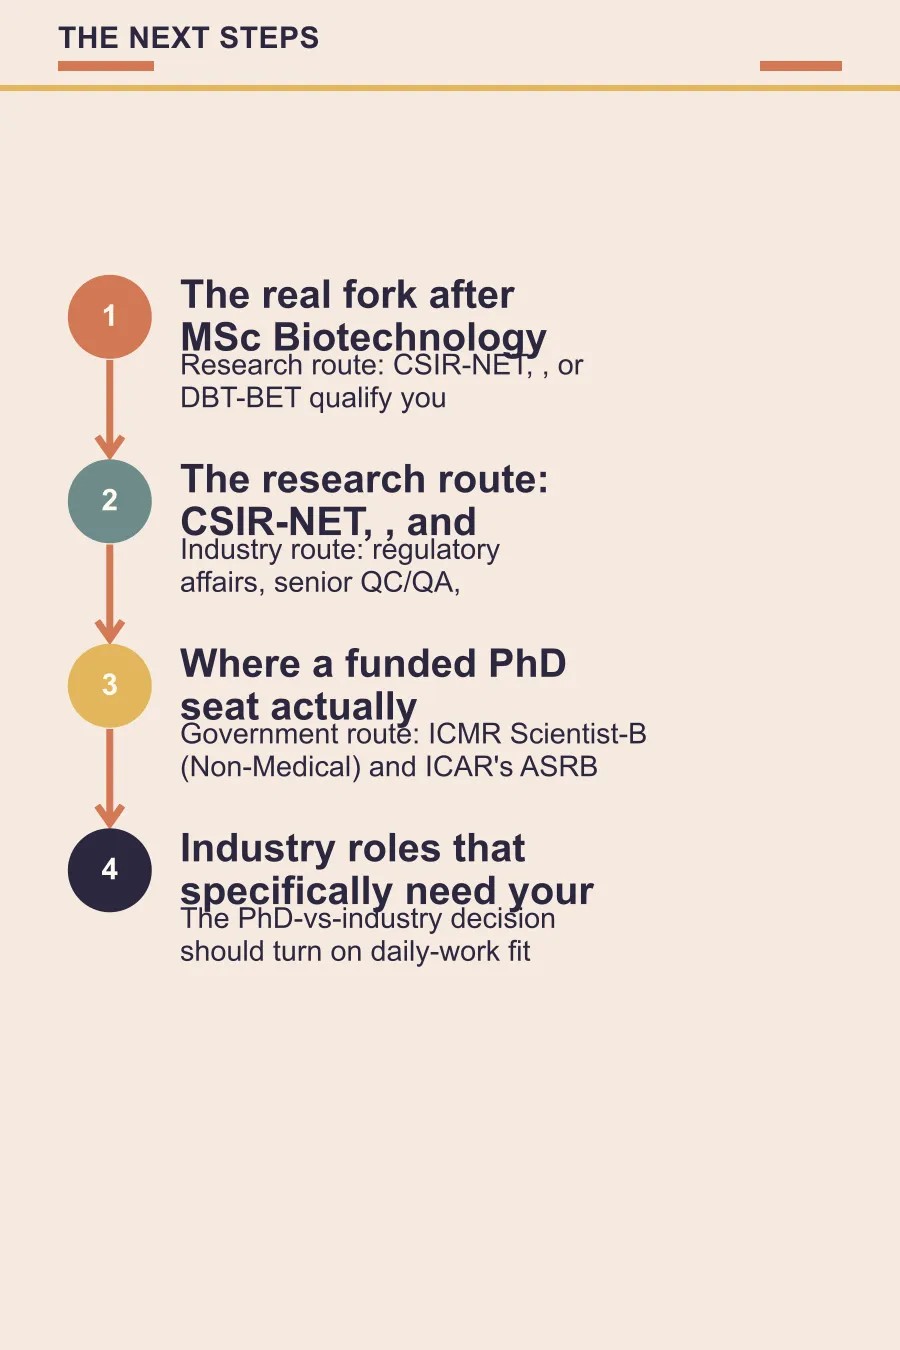 THE NEXT STEPS
1
The real fork after
MSc Biotechnology
Research route: CSIR-NET, , or
DBT-BET qualify you
2
The research route:
CSIR-NET, , and
Industry route: regulatory
affairs, senior QC/QA,
3
Where a funded PhD
seat actually
Government route: ICMR Scientist-B
(Non-Medical) and ICAR's ASRB
4
Industry roles that
specifically need your
The PhD-vs-industry decision
should turn on daily-work fit